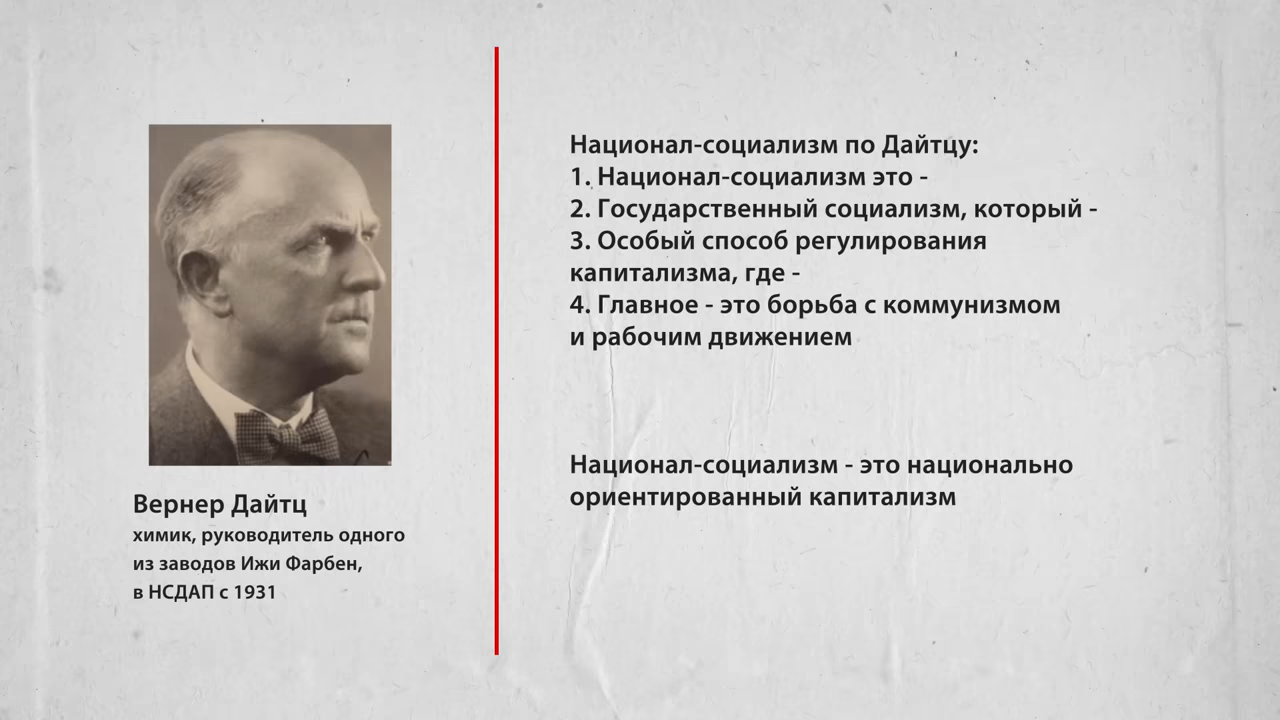 Вернер Дайтц
химик, руководитель одного
из заводов Ижи Фарбен,
в НСДАП с 1931
Национал-социализм по Дайтцу:
1. Национал-социализм это -
2. Государственный социализм, который -
3. Особый способ регулирования
капитализма, где -
4. Главное - это борьба с коммунизмом
и рабочим движением
Национал-социализм - это национально
ориентированный капитализм